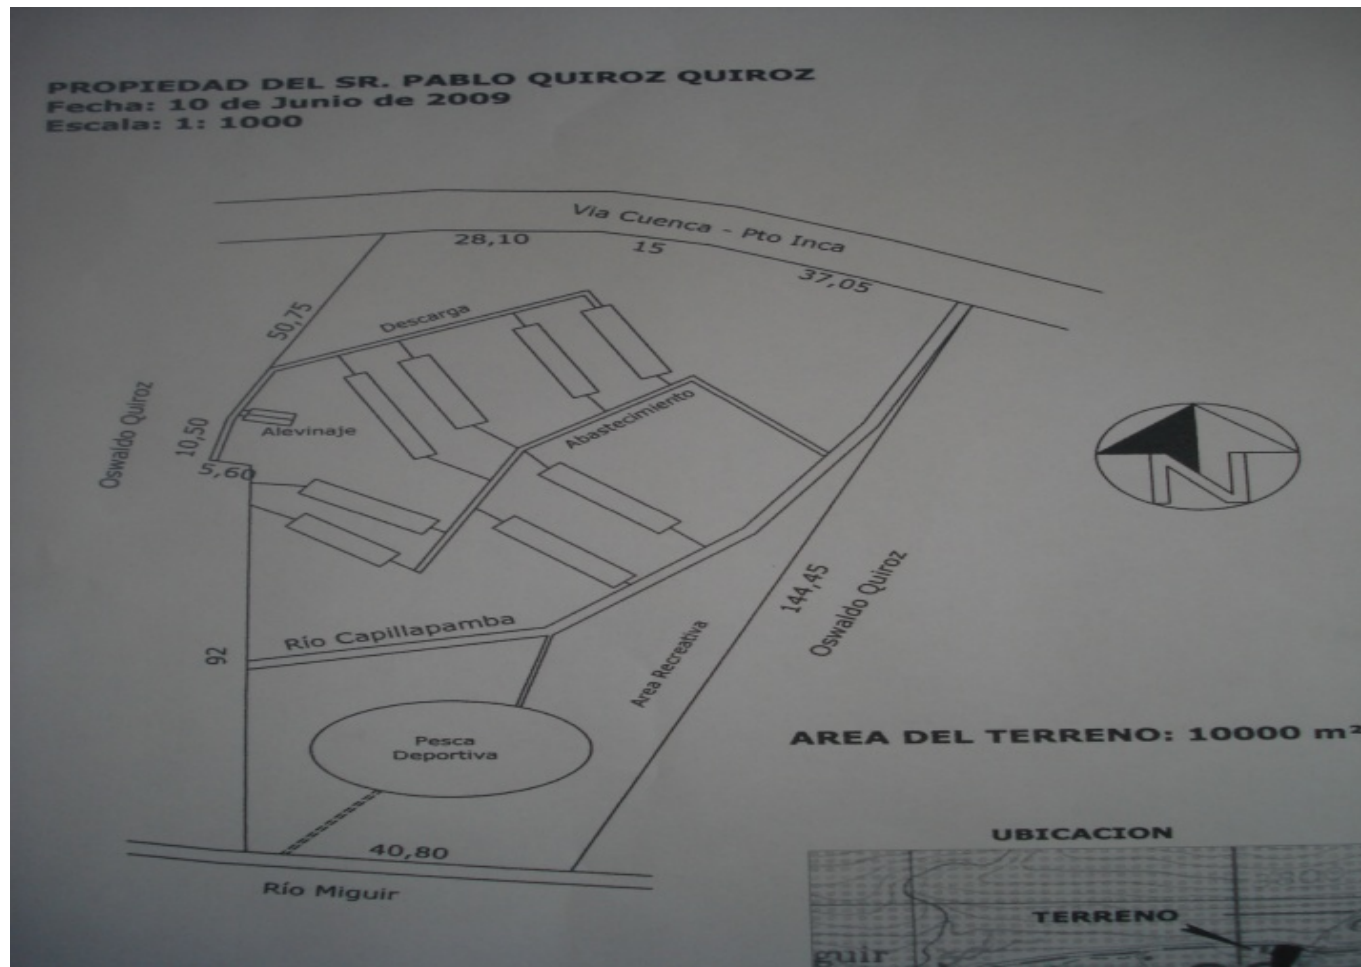 PROPIEDAD DEL SR. PABLO QUIROZ QUIROZ
Fecha: 10 de Junio de 2009
Escala: 1: 1000
Via Cuenca - Pto Inca
28,10
15
37,05
50,75
Descarga
Oswaldo Quiroz
10,50
Alevinaje
5,60
Abastecimiento
N
92
Río Capillapamba
144,45
Oswaldo Quiroz
Area Recreativa
Pesca
Deportiva
AREA DEL TERRENO: 10000 m²
40,80
Río Miguir
UBICACION
TERRENO
guir